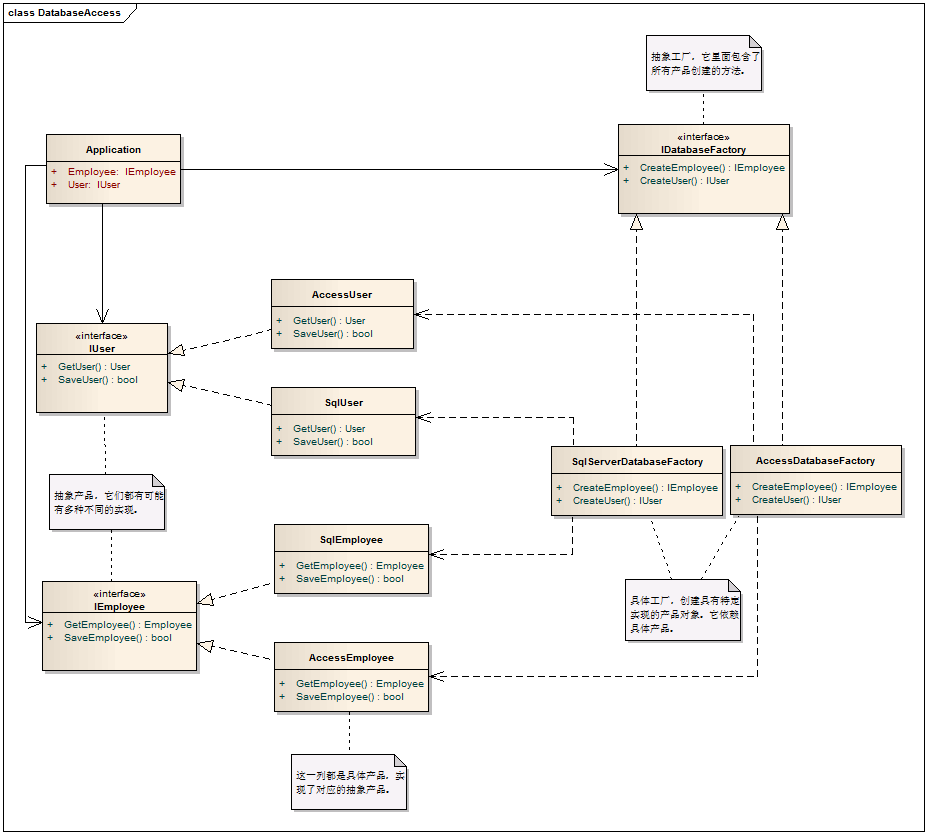 class DatabaseAccess
抽象工厂，它里面包含了
所有产品创建的方法。
«interface»
IDatabaseFactory
+ CreateEmployee() : IEmployee
+ CreateUser() : IUser
Application
+ Employee: IEmployee
+ User: IUser
AccessUser
+ GetUser() : User
+ SaveUser() : bool
«interface»
IUser
+ GetUser() : User
+ SaveUser() : bool
SqlUser
+ GetUser() : User
+ SaveUser() : bool
SqlServerDatabaseFactory
+ CreateEmployee() : IEmployee
+ CreateUser() : IUser
AccessDatabaseFactory
+ CreateEmployee() : IEmployee
+ CreateUser() : IUser
抽象产品，它们都有可能
有多种不同的实现。
SqlEmployee
+ GetEmployee() : Employee
+ SaveEmployee() : bool
«interface»
IEmployee
+ GetEmployee() : Employee
+ SaveEmployee() : bool
具体工厂，创建具有特定
实现的产品对象。它依赖
具体产品。
AccessEmployee
+ GetEmployee() : Employee
+ SaveEmployee() : bool
这一列都是具体产品，实
现了对应的抽象产品。